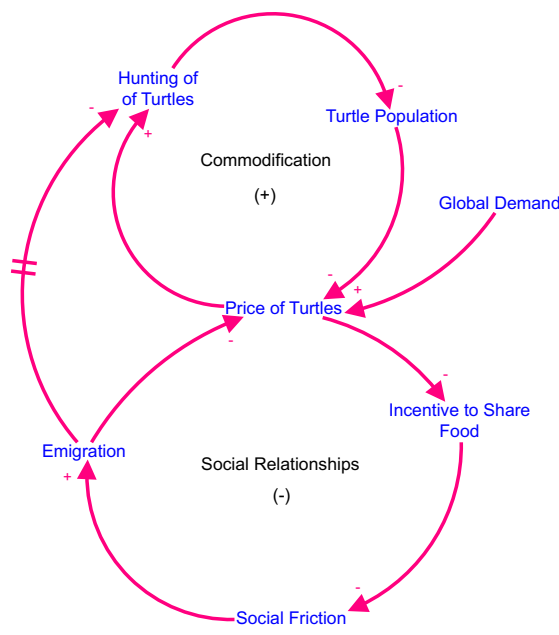 Hunting of
of Turtles
-
-
Turtle Population
+
Commodification
(+)
Global Demand
-
+
Price of Turtles
-
-
Incentive to Share
Food
Emigration
+
Social Relationships
(-)
-
Social Friction